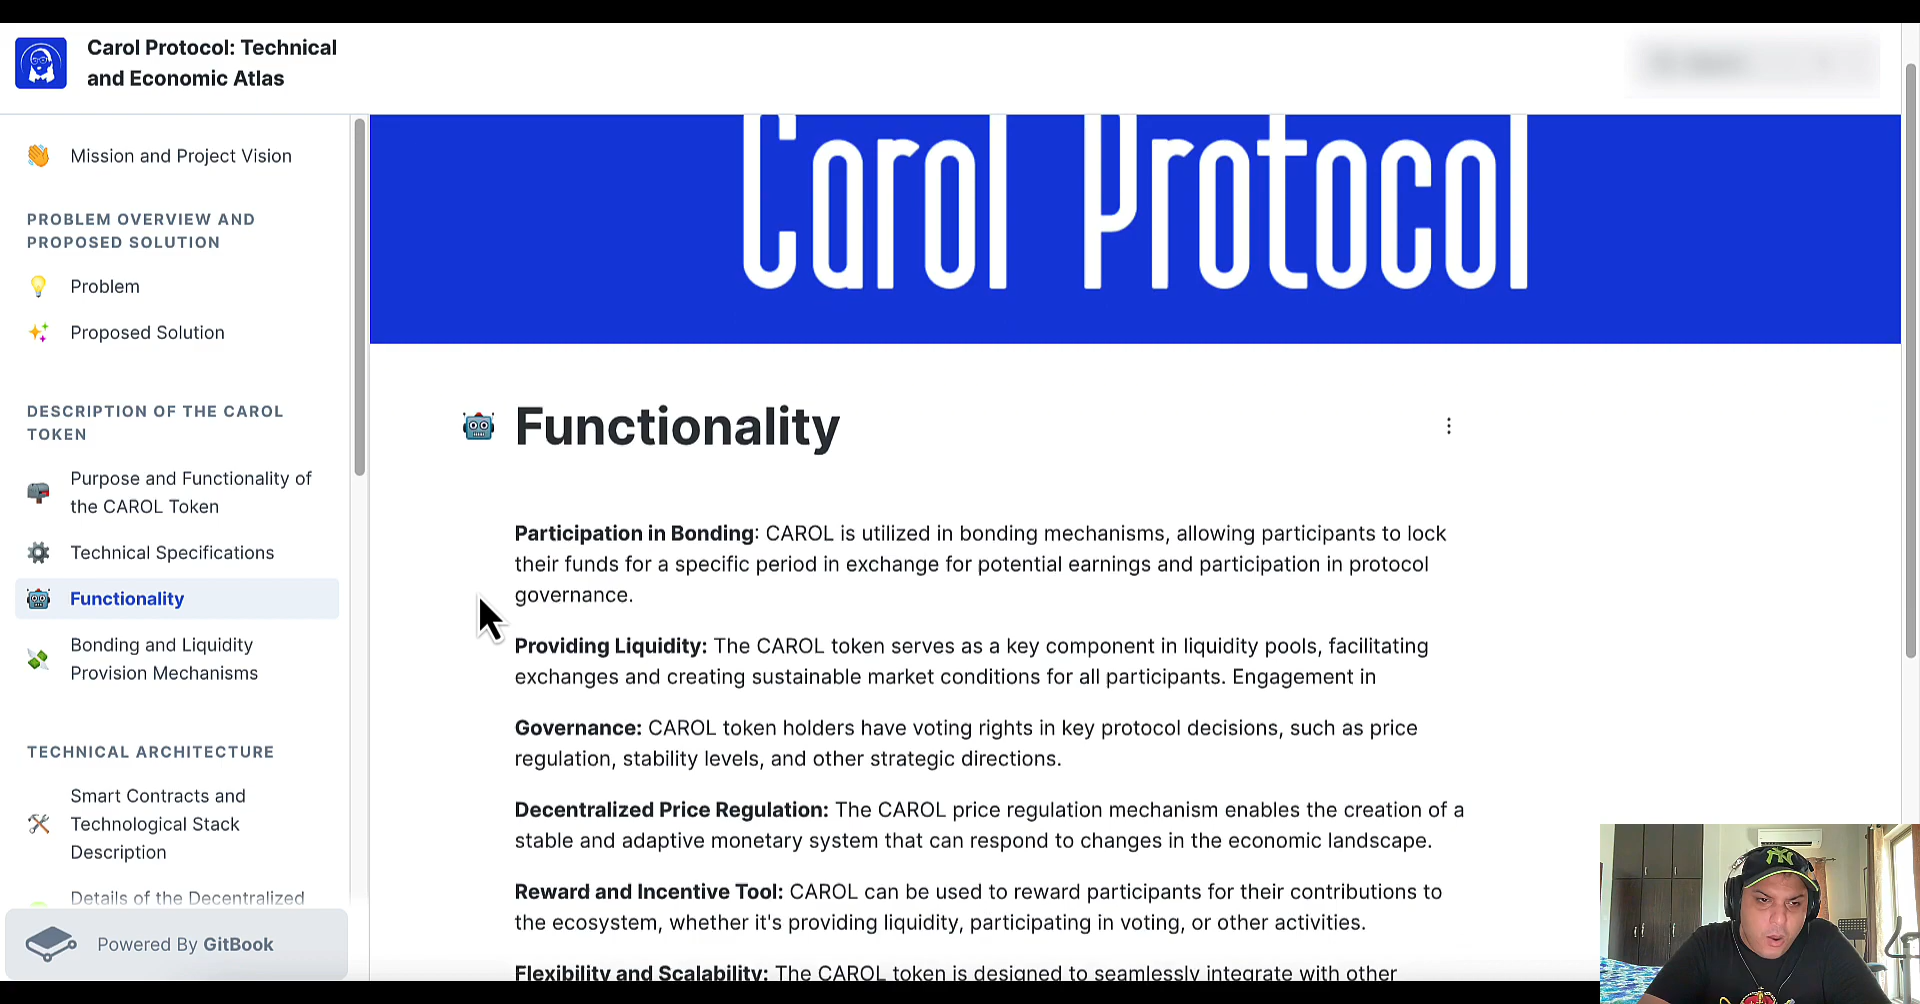 Carol Protocol: Technical
and Economic Atlas
Mission and Project Vision
PROBLEM OVERVIEW AND
PROPOSED SOLUTION
Problem
Proposed Solution
DESCRIPTION OF THE CAROL
TOKEN
Purpose and Functionality of
the CAROL Token
Technical Specifications
Functionality
Bonding and Liquidity
Provision Mechanisms
TECHNICAL ARCHITECTURE
Smart Contracts and
Technological Stack
Description
Details of the Decentralized
Powered By GitBook
Carol Protocol
Functionality
Participation in Bonding: CAROL is utilized in bonding mechanisms, allowing participants to lock
their funds for a specific period in exchange for potential earnings and participation in protocol
governance.
Providing Liquidity: The CAROL token serves as a key component in liquidity pools, facilitating
exchanges and creating sustainable market conditions for all participants. Engagement in
Governance: CAROL token holders have voting rights in key protocol decisions, such as price
regulation, stability levels, and other strategic directions.
Decentralized Price Regulation: The CAROL price regulation mechanism enables the creation of a
stable and adaptive monetary system that can respond to changes in the economic landscape.
Reward and Incentive Tool: CAROL can be used to reward participants for their contributions to
the ecosystem, whether it's providing liquidity, participating in voting, or other activities.
Flexibility and Scalability: The CAROL token is designed to seamlessly integrate with other